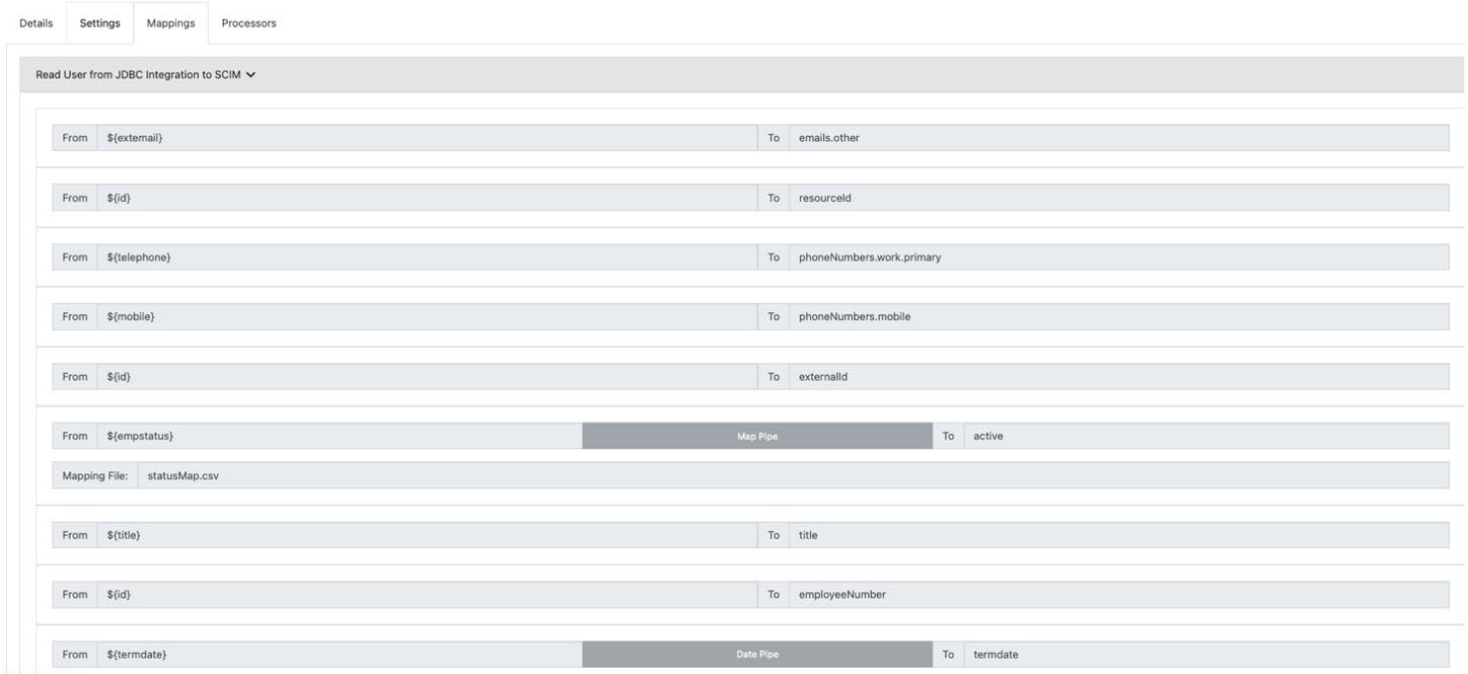 Details Settings Mappings Processors
Read User from JDBC Integration to SCIM
From ${extemail} To emails.other
From ${id} To resourceId
From ${telephone} To phoneNumbers.work.primary
From ${mobile} To phoneNumbers.mobile
From ${id} To externalId
From ${empstatus} Map Pipe To active
Mapping File: statusMap.csv
From ${title} To title
From ${id} To employeeNumber
From ${termdate} Date Pipe To termdate